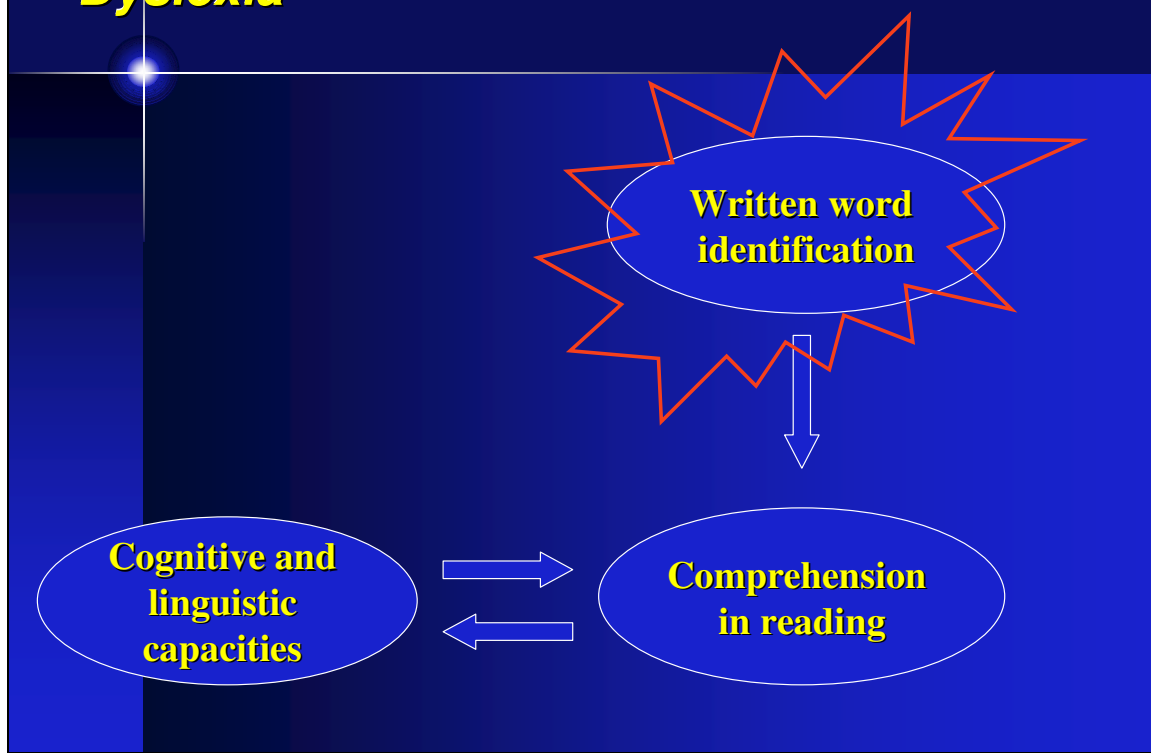 Dyslexia
Written word
identification
Cognitive and
linguistic
capacities
Comprehension
in reading